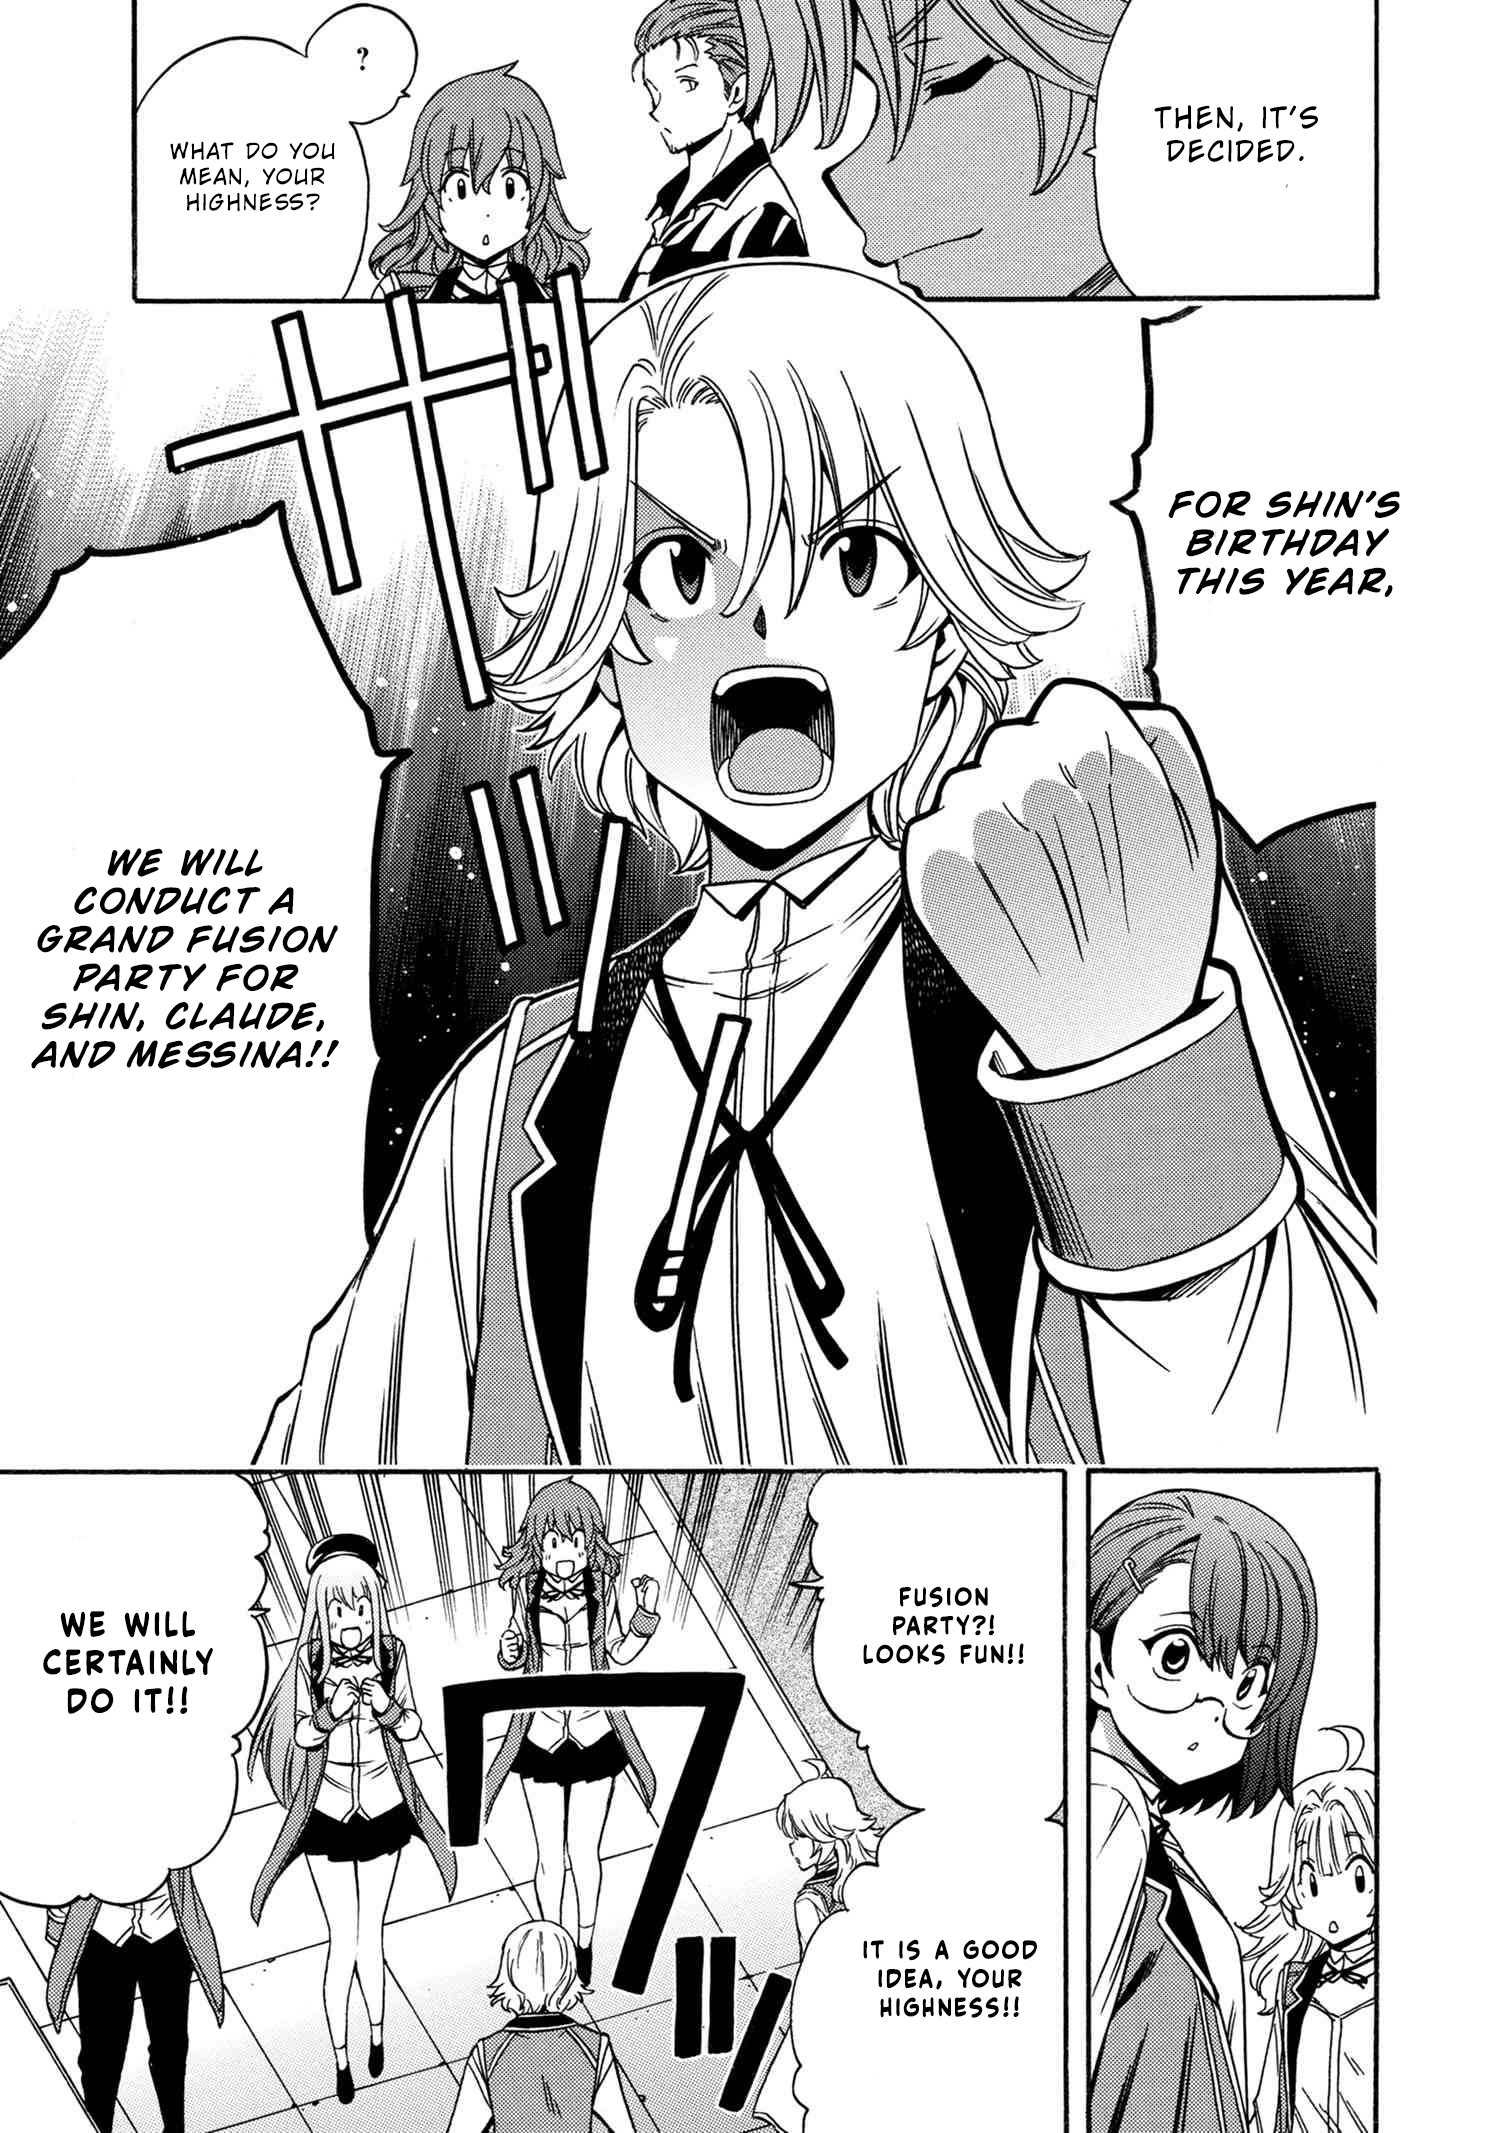 THEN, IT'S
DECIDED.
?
WHAT DO YOU
MEAN, YOUR
HIGHNESS?
FOR SHIN'S
BIRTHDAY
THIS YEAR,
WE WILL
CONDUCT A
GRAND FUSION
PARTY FOR
SHIN, CLAUDE,
AND MESSINA!!
FUSION
PARTY?!
LOOKS FUN!!
IT IS A GOOD
IDEA, YOUR
HIGHNESS!!
WE WILL
CERTAINLY
DO IT!!
ワッ